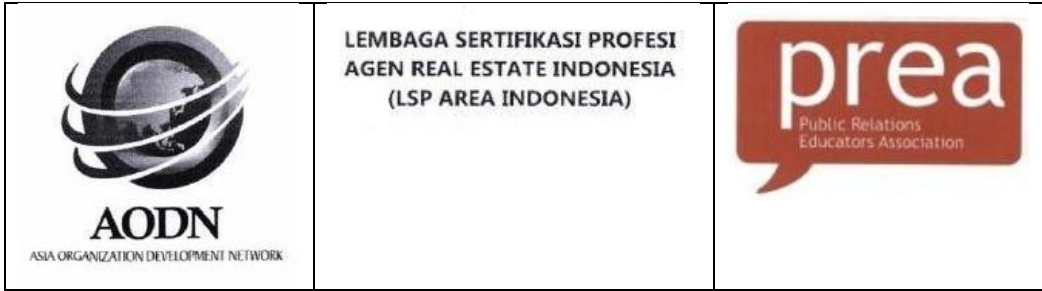 AODN
ASIA ORGANIZATION DEVELOPMENT NETWORK
LEMBAGA SERTIFIKASI PROFESI
AGEN REAL ESTATE INDONESIA
(LSP AREA INDONESIA)
prea
Public Relations
Educators Association